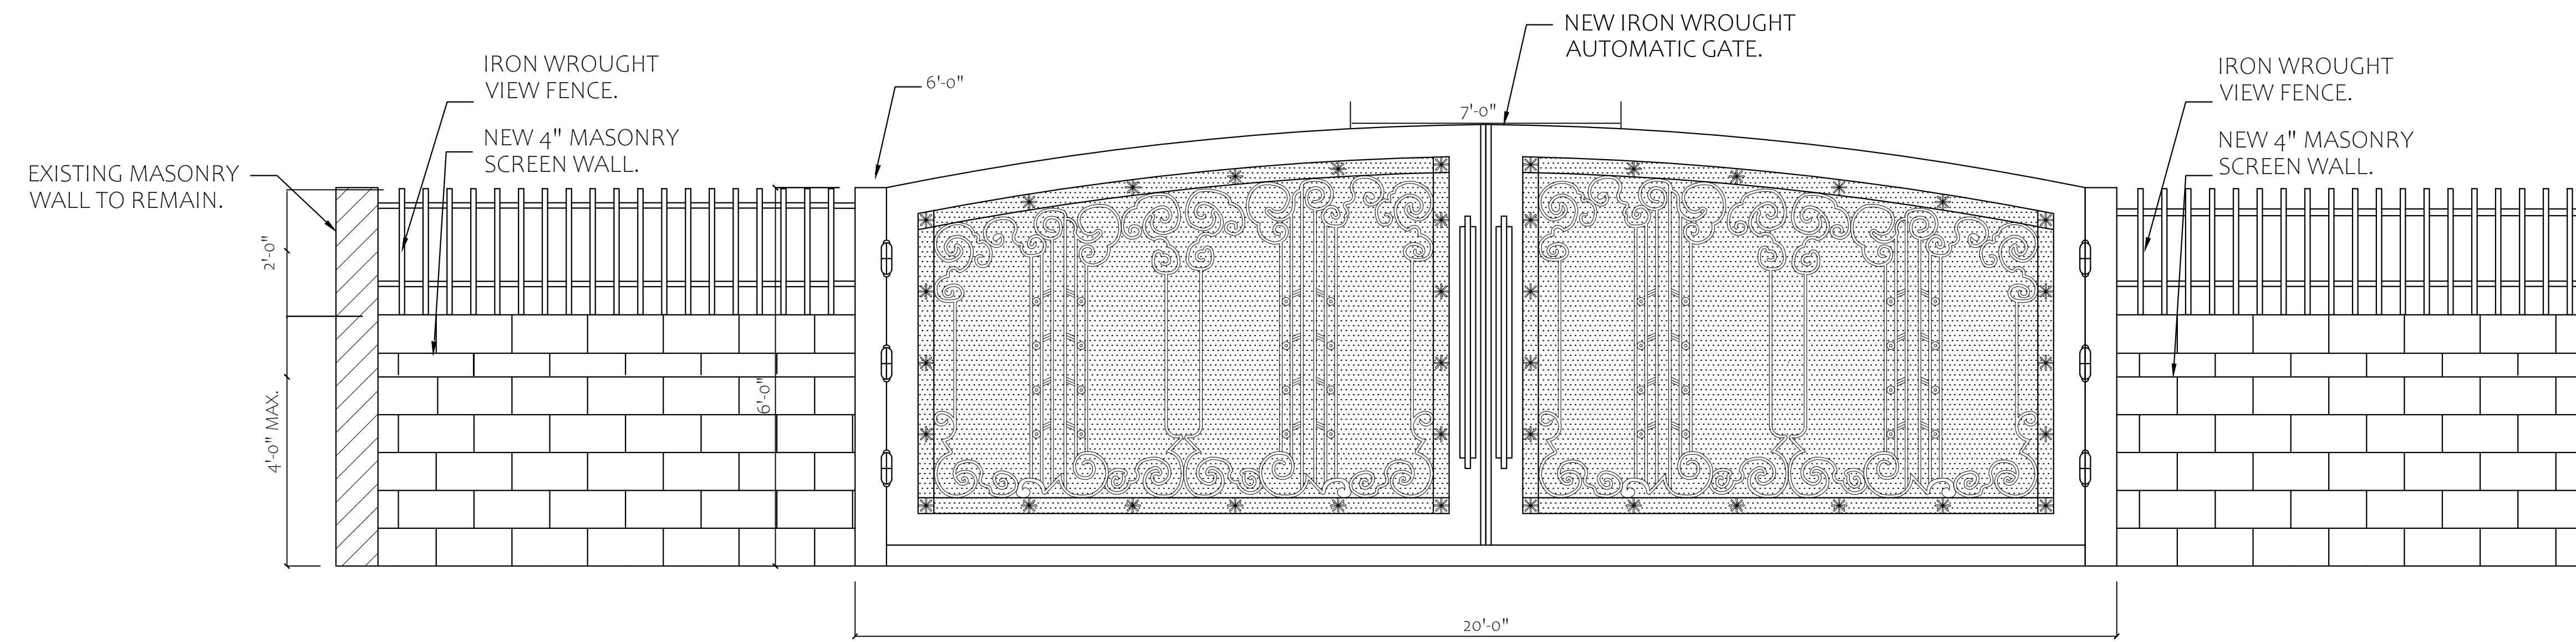 NEW IRON WROUGHT
AUTOMATIC GATE.
IRON WROUGHT
VIEW FENCE.
6'-0"
7'-0"
IRON WROUGHT
VIEW FENCE.
NEW 4" MASONRY
SCREEN WALL.
NEW 4" MASONRY
SCREEN WALL.
EXISTING MASONRY
WALL TO REMAIN.
2'-0"
6'-0"
4'-0" MAX.
20'-0"